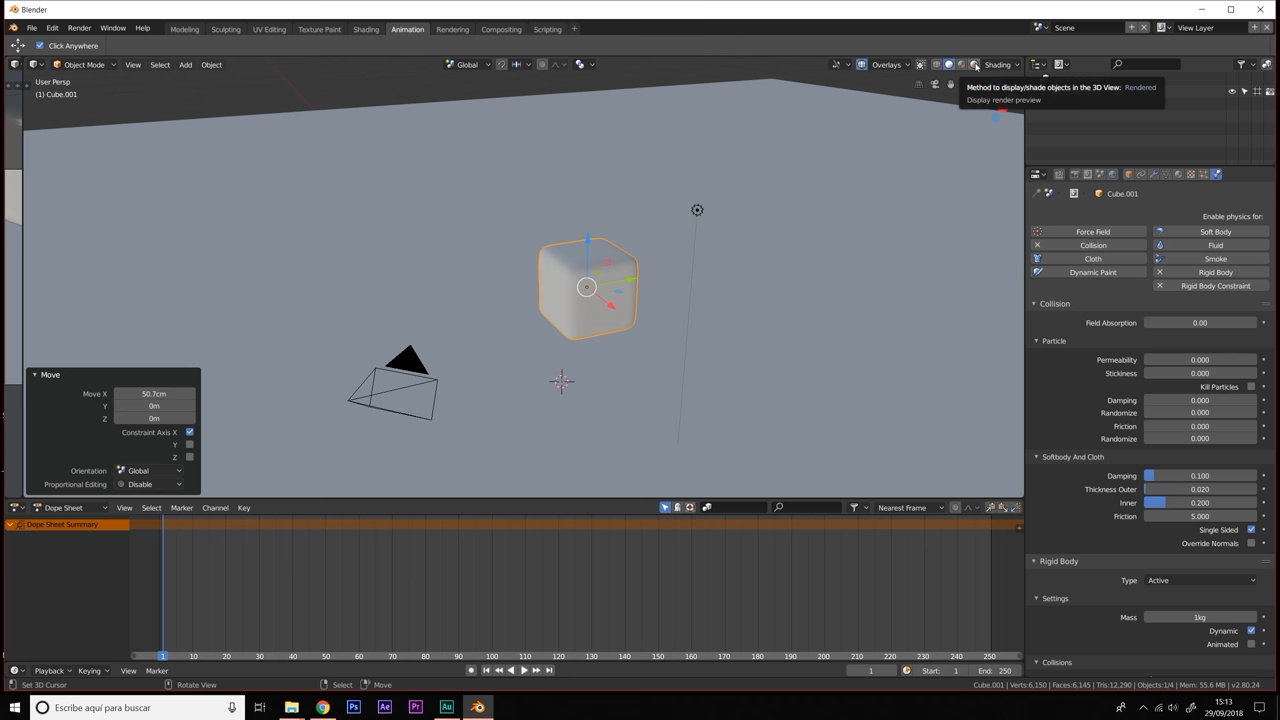 Blender
File Edit Render Window Help
Modeling Sculpting UV Editing Texture Paint Shading Animation Rendering Compositing Scripting +
Scene
View Layer
Click Anywhere
Object Mode View Select Add Object
Global
Overlays
Shading
User Persp
(1) Cube.001
Method to display/shade objects in the 3D View: Rendered
Display render preview
Cube.001
Enable physics for:
Force Field
Soft Body
Collision
Fluid
Cloth
Smoke
Dynamic Paint
Rigid Body
Rigid Body Constraint
Collision
Field Absorption 0.00
Particle
Permeability 0.000
Stickiness 0.000
Kill Particles
Damping 0.000
Randomize 0.000
Friction 0.000
Randomize 0.000
Softbody And Cloth
Damping 0.100
Thickness Outer 0.020
Inner 0.200
Friction 5.000
Single Sided
Override Normals
Rigid Body
Type Active
Settings
Mass 1kg
Dynamic
Animated
Collisions
Move
Move X 50.7cm
Y 0m
Z 0m
Constraint Axis X
Y
Z
Orientation Global
Proportional Editing Disable
Dope Sheet View Select Marker Channel Key
Nearest Frame
Dope Sheet Summary
1 10 20 30 40 50 60 70 80 90 100 110 120 130 140 150 160 170 180 190 200 210 220 230 240 250
Playback Keying View Marker
1
Start: 1
End: 250
Set 3D Cursor
Rotate View
Select
Move
Cube.001 | Verts:6,150 | Faces:6,145 | Tris:12,290 | Objects:1/4 | Mem: 55.6 MB | v2.80.24
Escribe aquí para buscar
Ps
Ae
Pr
Au
15:13
29/09/2018